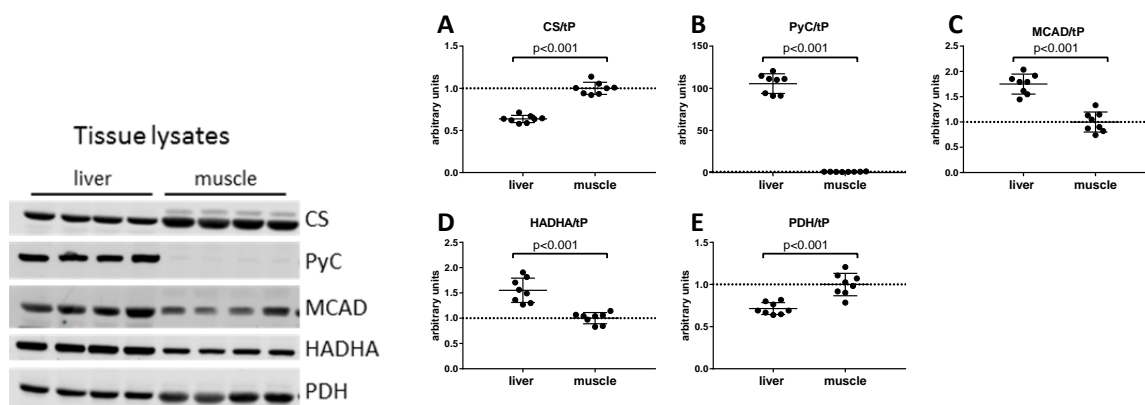 Tissue lysates
liver muscle
CS
PyC
MCAD
HADHA
PDH
A
CS/tP
p<0.001
arbitrary units
1.5
1.0
0.5
0.0
liver muscle
B
PyC/tP
p<0.001
arbitrary units
150
100
50
0
liver muscle
C
MCAD/tP
p<0.001
arbitrary units
2.5
2.0
1.5
1.0
0.5
0.0
liver muscle
D
HADHA/tP
p<0.001
arbitrary units
2.5
2.0
1.5
1.0
0.5
0.0
liver muscle
E
PDH/tP
p<0.001
arbitrary units
1.5
1.0
0.5
0.0
liver muscle